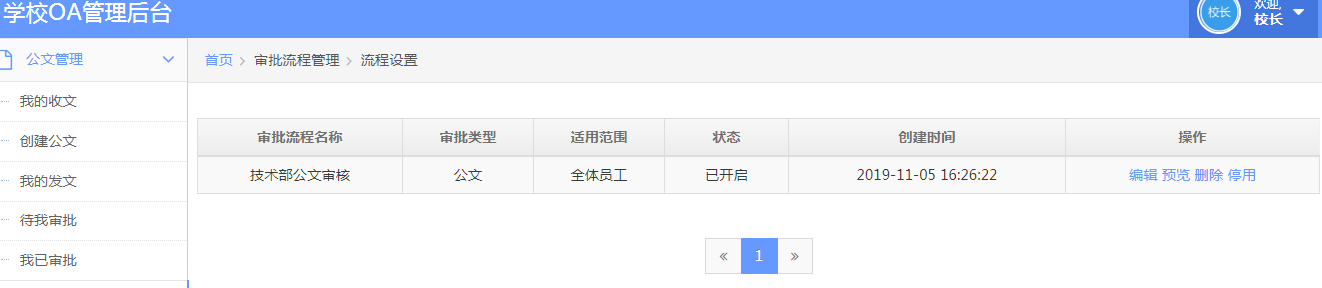 学校OA管理后台
校长
欢迎,
校长
公文管理
首页 > 审批流程管理 > 流程设置
我的收文
创建公文
我的发文
待我审批
我已审批
审批流程名称 审批类型 适用范围 状态 创建时间 操作
技术部公文审核 公文 全体员工 已开启 2019-11-05 16:26:22 编辑 预览 删除 停用
« 1 »